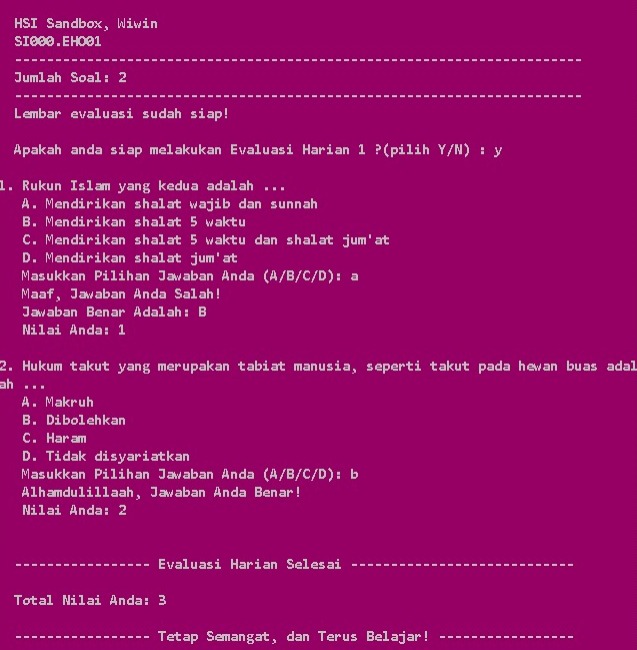 HSI Sandbox, Wiwin
SI000.EHO01
-----------------------------------------------------------------------
Jumlah Soal: 2
-----------------------------------------------------------------------
Lembar evaluasi sudah siap!
Apakah anda siap melakukan Evaluasi Harian 1 ?(pilih Y/N) : y
1. Rukun Islam yang kedua adalah ...
A. Mendirikan shalat wajib dan sunnah
B. Mendirikan shalat 5 waktu
C. Mendirikan shalat 5 waktu dan shalat jum'at
D. Mendirikan shalat jum'at
Masukkan Pilihan Jawaban Anda (A/B/C/D): a
Maaf, Jawaban Anda Salah!
Jawaban Benar Adalah: B
Nilai Anda: 1
2. Hukum takut yang merupakan tabiat manusia, seperti takut pada hewan buas adal
ah ...
A. Makruh
B. Dibolehkan
C. Haram
D. Tidak disyariatkan
Masukkan Pilihan Jawaban Anda (A/B/C/D): b
Alhamdulillaah, Jawaban Anda Benar!
Nilai Anda: 2
----------------- Evaluasi Harian Selesai ----------------------------
Total Nilai Anda: 3
----------------- Tetap Semangat, dan Terus Belajar! -----------------